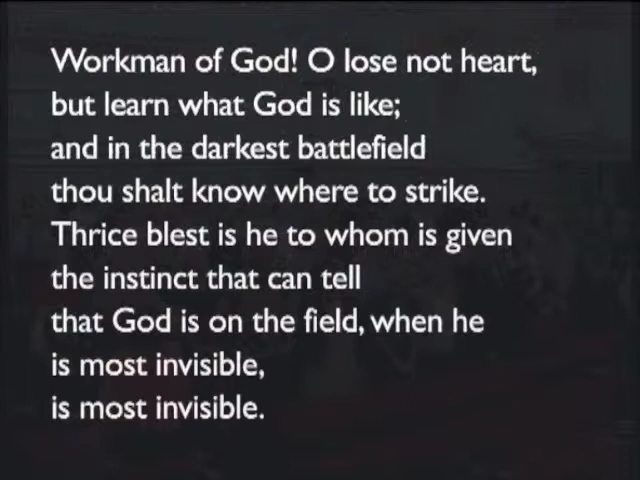 Workman of God! O lose not heart,
but learn what God is like;
and in the darkest battlefield
thou shalt know where to strike.
Thrice blest is he to whom is given
the instinct that can tell
that God is on the field, when he
is most invisible,
is most invisible.